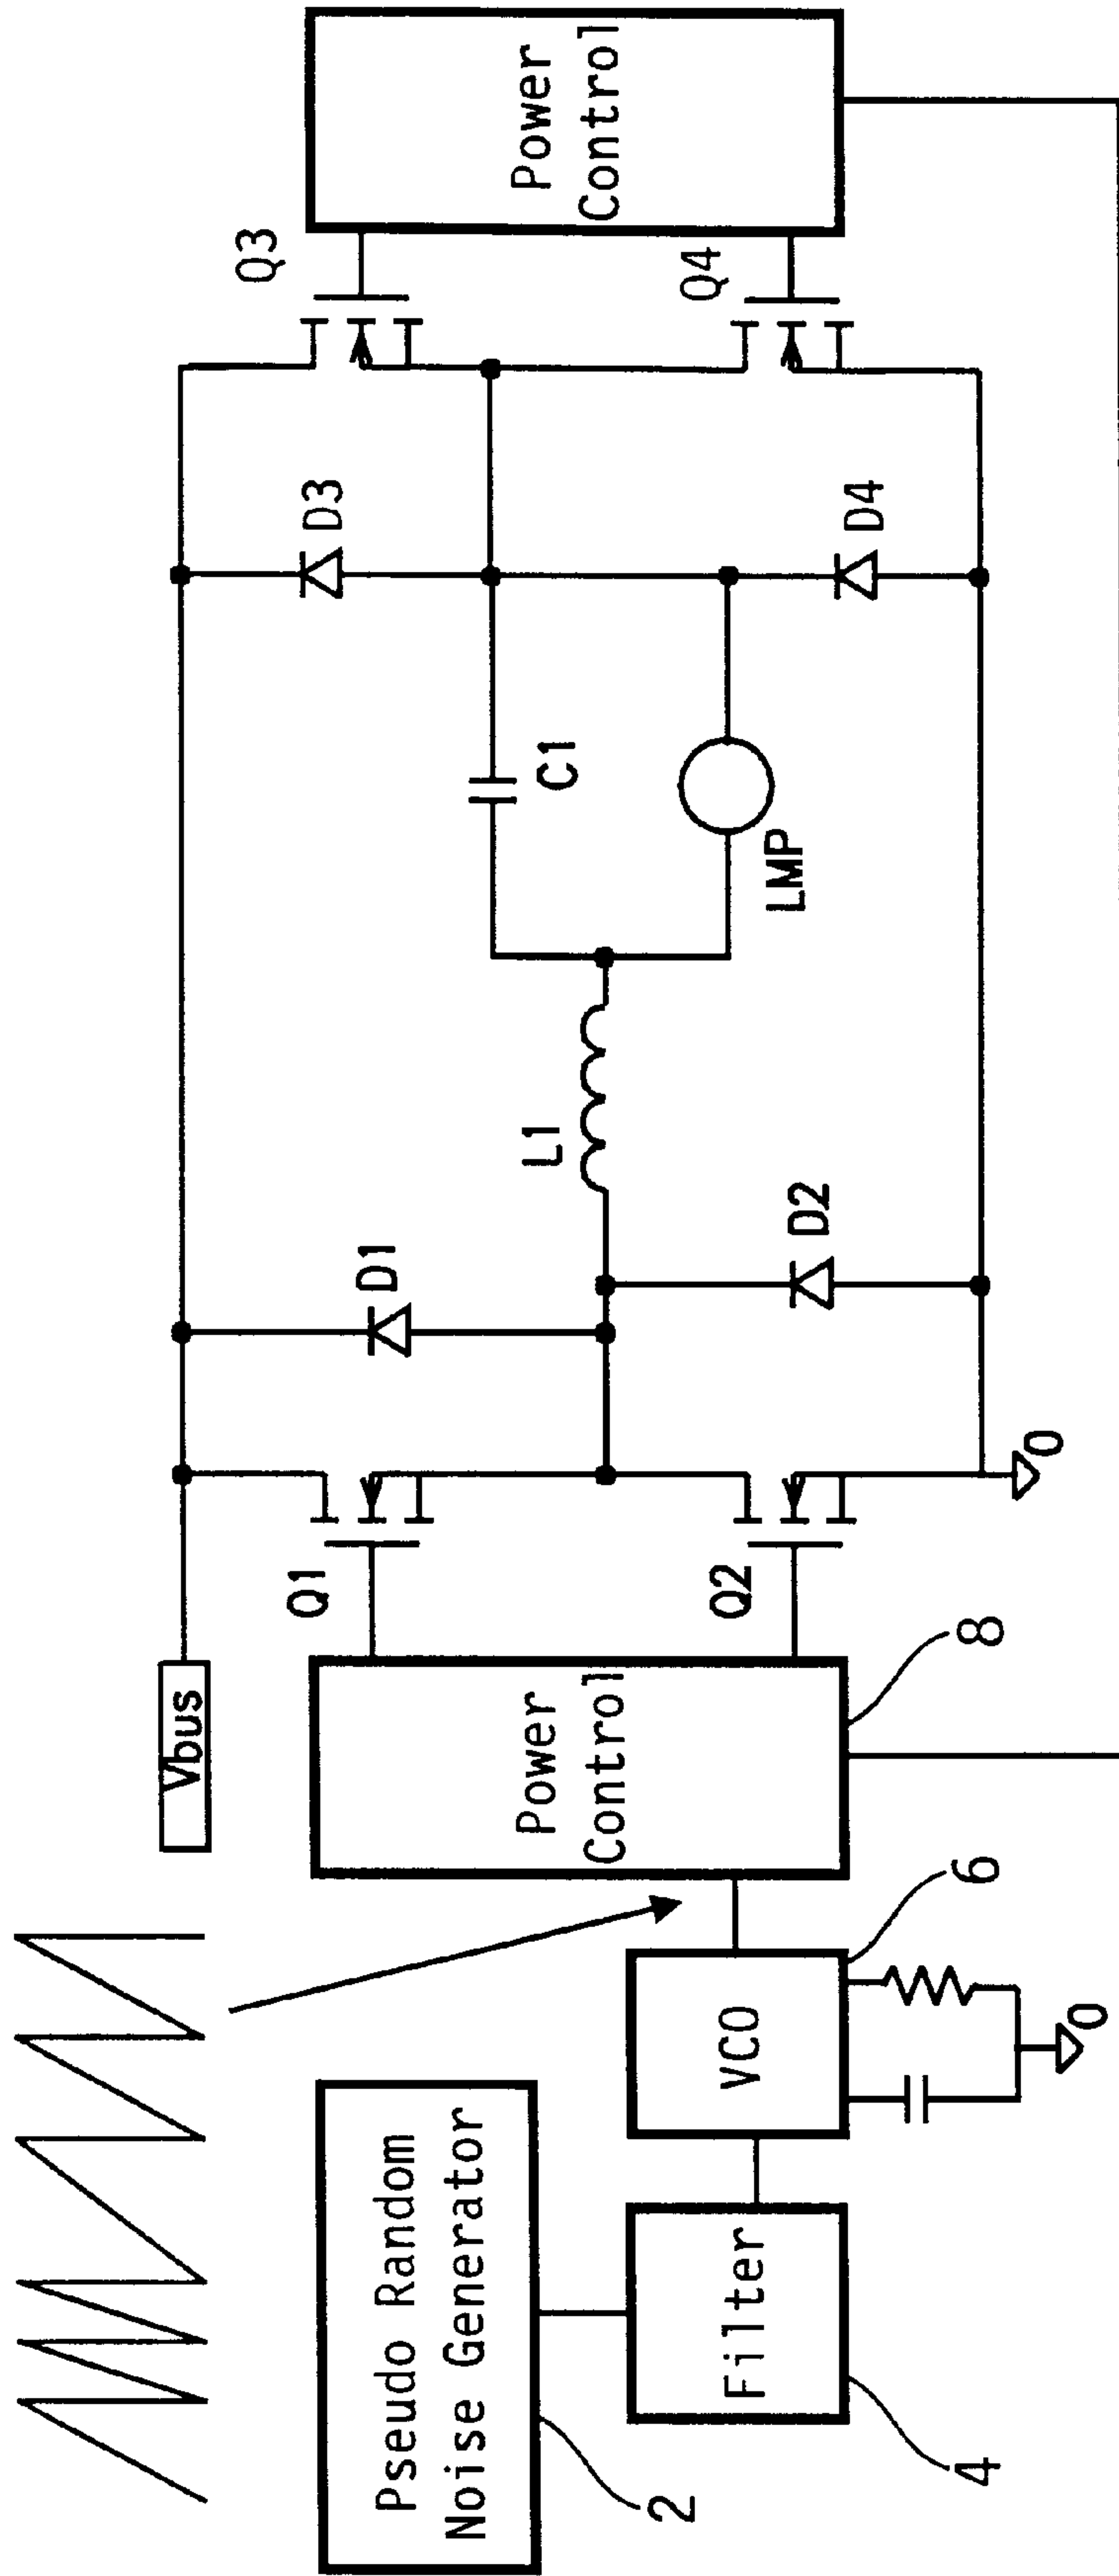 Pseudo Random
Noise Generator
2
Filter
4
VCO
6
0
Vbus
Power
Control
8
Q1
Q2
0
D1
D2
L1
C1
LMP
D3
D4
Q3
Q4
Power
Control